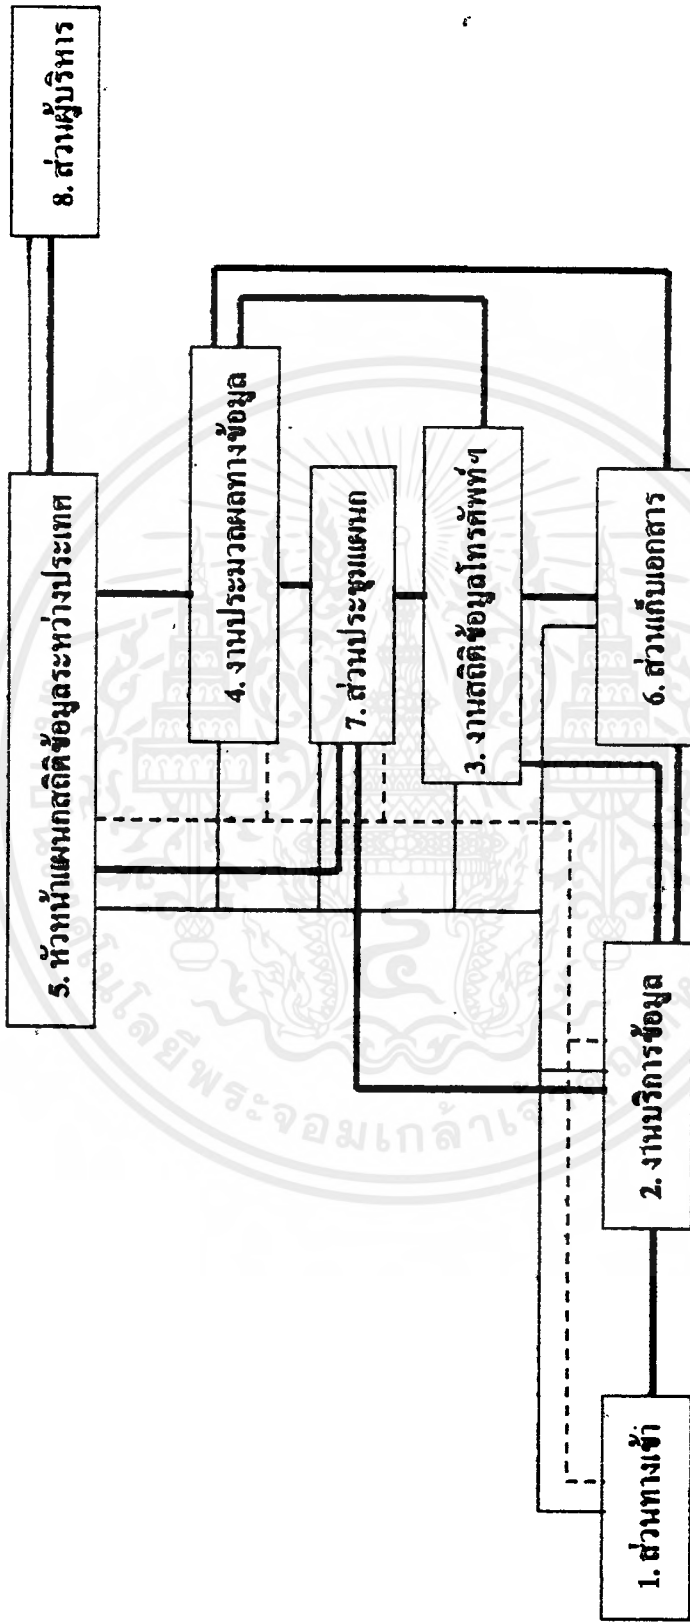 5. หัวหน้าแผนกสถิติข้อมูลระหว่างประเทศ
8. ส่วนผู้บริหาร
4. งานประมวลผลทางข้อมูล
7. ส่วนประชุมแผนก
3. งานสถิติข้อมูลโทรศัพท์ฯ
1. ส่วนทางเข้า
2. งานบริการข้อมูล
6. ส่วนเก็บเอกสาร